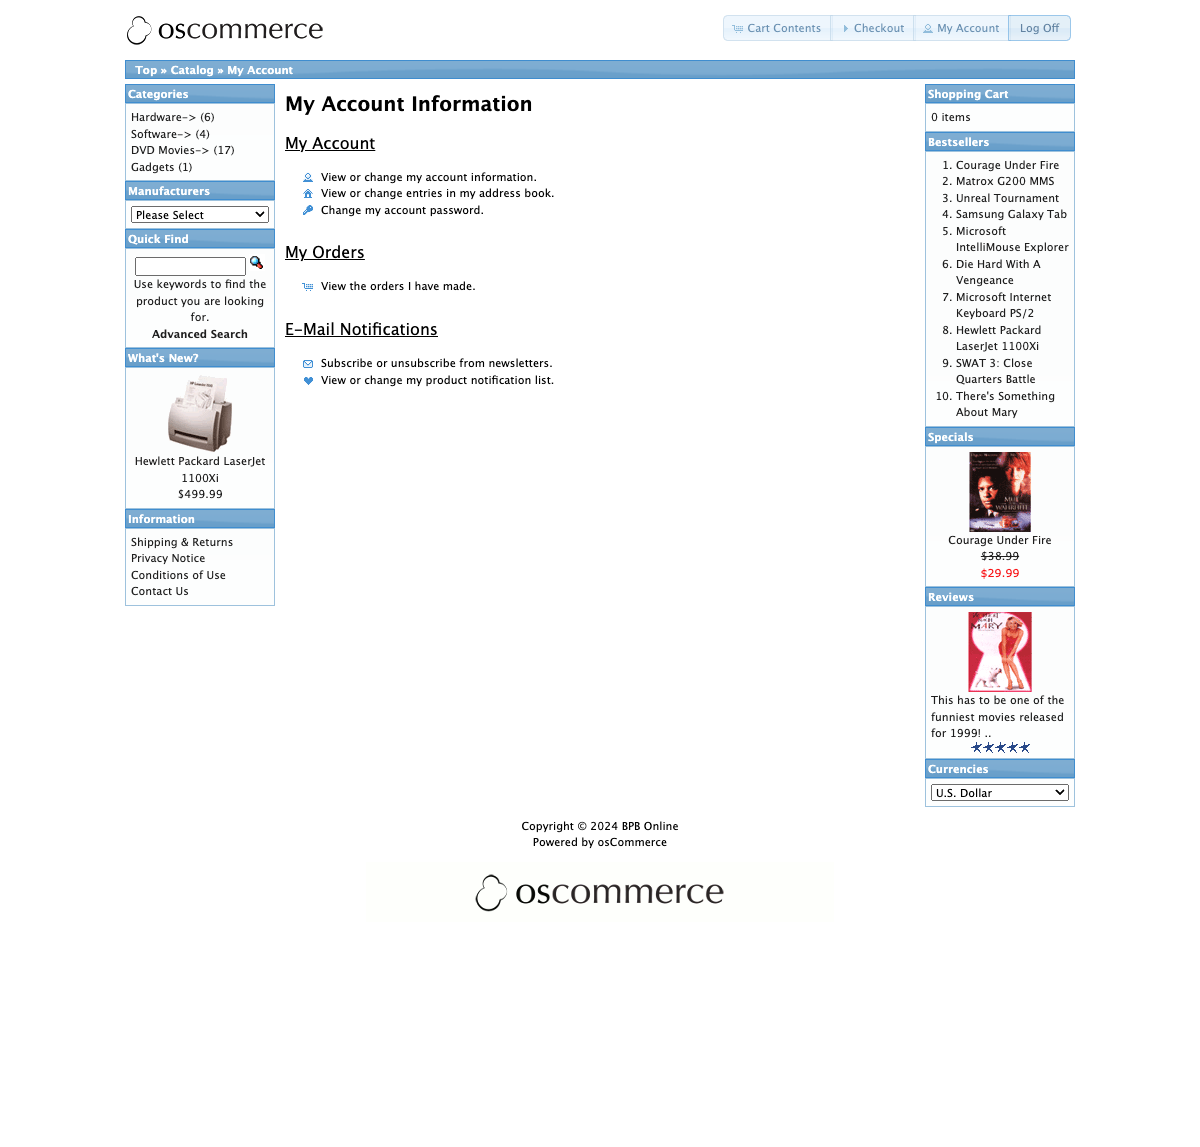 oscommerce
Cart Contents
Checkout
My Account
Log Off
Top » Catalog » My Account
Categories
Hardware-> (6)
Software-> (4)
DVD Movies-> (17)
Gadgets (1)
Manufacturers
Please Select
Quick Find
Use keywords to find the
product you are looking
for.
Advanced Search
What's New?
Hewlett Packard LaserJet
1100Xi
$499.99
Information
Shipping & Returns
Privacy Notice
Conditions of Use
Contact Us
My Account Information
My Account
View or change my account information.
View or change entries in my address book.
Change my account password.
My Orders
View the orders I have made.
E-Mail Notifications
Subscribe or unsubscribe from newsletters.
View or change my product notification list.
Shopping Cart
0 items
Bestsellers
1. Courage Under Fire
2. Matrox G200 MMS
3. Unreal Tournament
4. Samsung Galaxy Tab
5. Microsoft
IntelliMouse Explorer
6. Die Hard With A
Vengeance
7. Microsoft Internet
Keyboard PS/2
8. Hewlett Packard
LaserJet 1100Xi
9. SWAT 3: Close
Quarters Battle
10. There's Something
About Mary
Specials
Courage Under Fire
$38.99
$29.99
Reviews
MARY
This has to be one of the
funniest movies released
for 1999! ..
Currencies
U.S. Dollar
Copyright © 2024 BPB Online
Powered by osCommerce
oscommerce